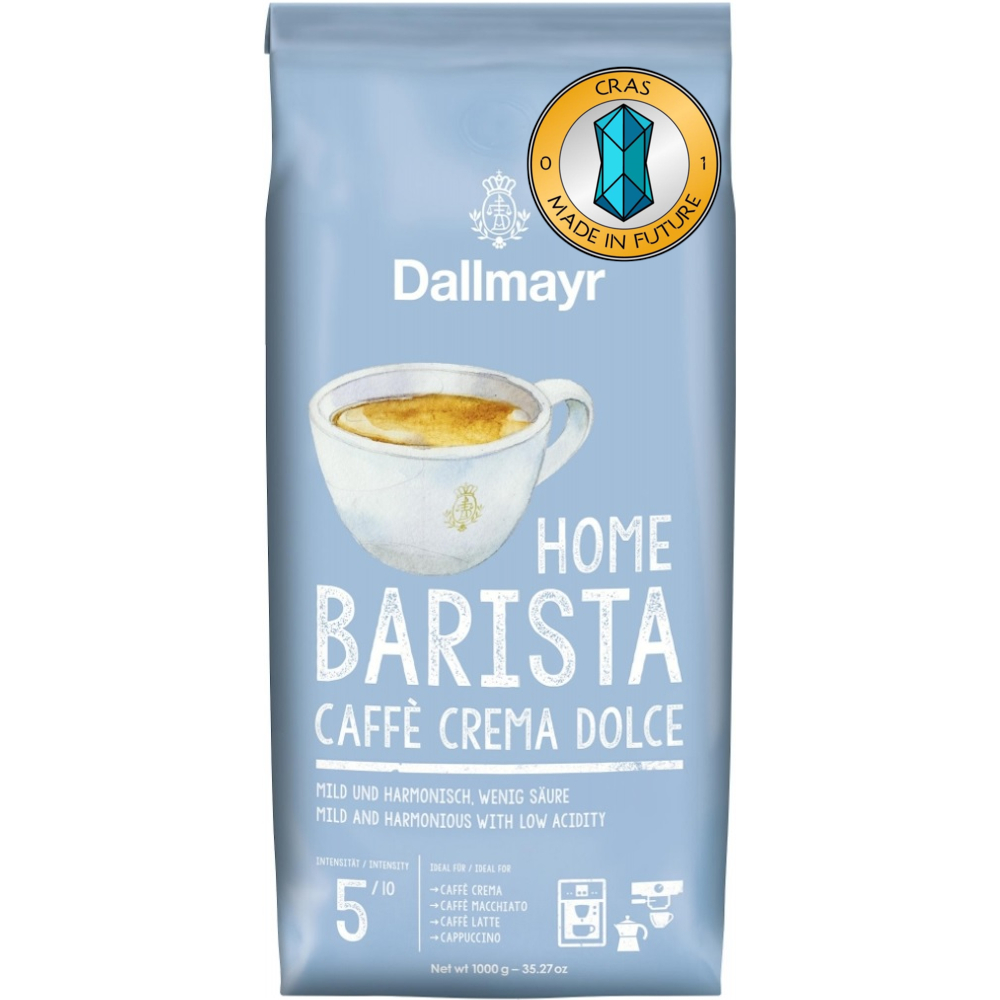 CRAS
0 1
MADE IN FUTURE
Dallmayr
HOME
BARISTA
CAFFÈ CREMA DOLCE
MILD UND HARMONISCH, WENIG SÄURE
MILD AND HARMONIOUS WITH LOW ACIDITY
INTENSITÄT / INTENSITY
5/10
IDEAL FÜR / IDEAL FOR
→CAFFÈ CREMA
→CAFFÈ MACCHIATO
→CAFFÈ LATTE
→CAPPUCCINO
Net wt 1000 g – 35.27 oz